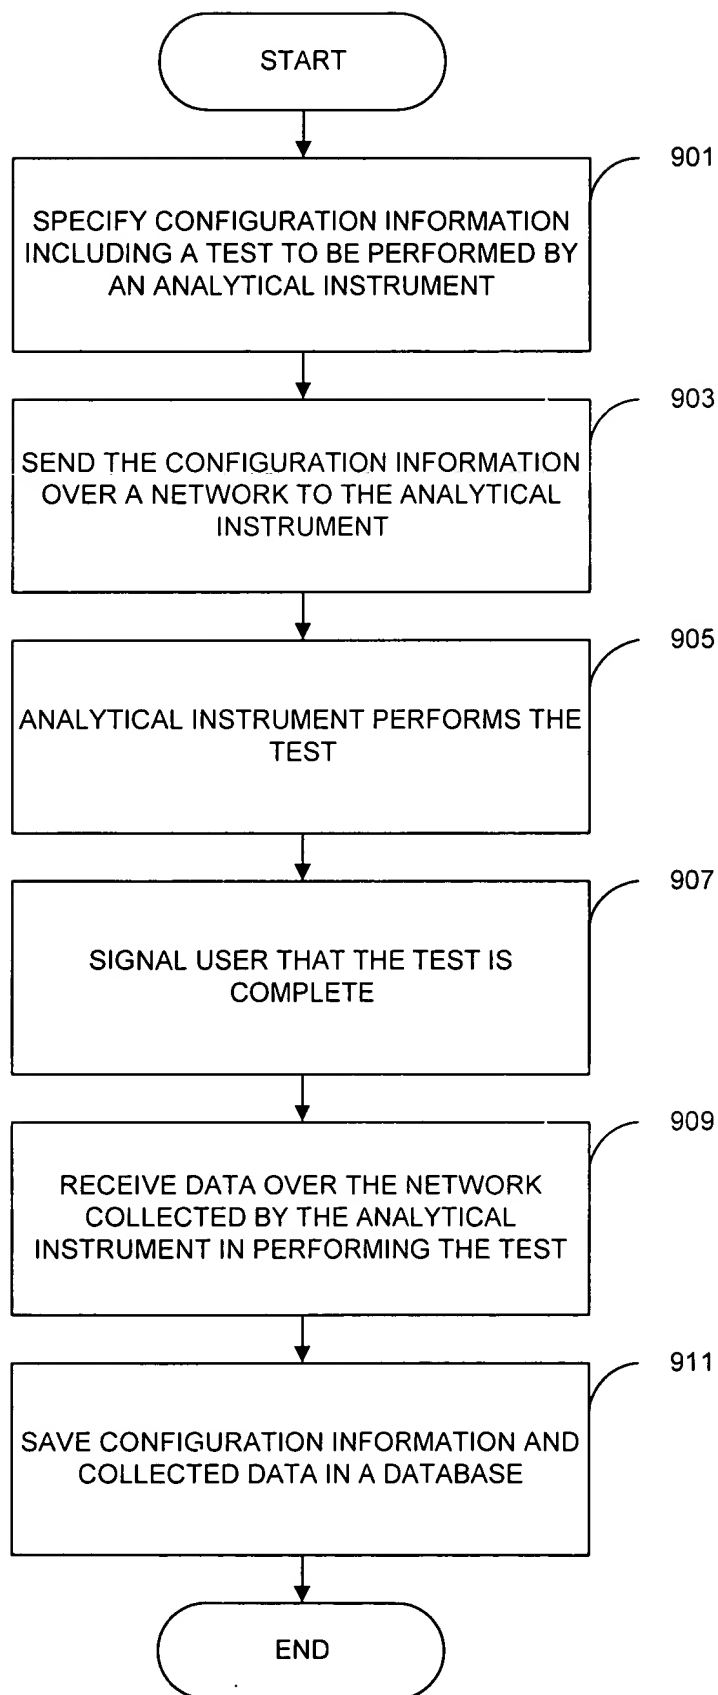 START
901
SPECIFY CONFIGURATION INFORMATION
INCLUDING A TEST TO BE PERFORMED BY
AN ANALYTICAL INSTRUMENT
903
SEND THE CONFIGURATION INFORMATION
OVER A NETWORK TO THE ANALYTICAL
INSTRUMENT
905
ANALYTICAL INSTRUMENT PERFORMS THE
TEST
907
SIGNAL USER THAT THE TEST IS
COMPLETE
909
RECEIVE DATA OVER THE NETWORK
COLLECTED BY THE ANALYTICAL
INSTRUMENT IN PERFORMING THE TEST
911
SAVE CONFIGURATION INFORMATION AND
COLLECTED DATA IN A DATABASE
END